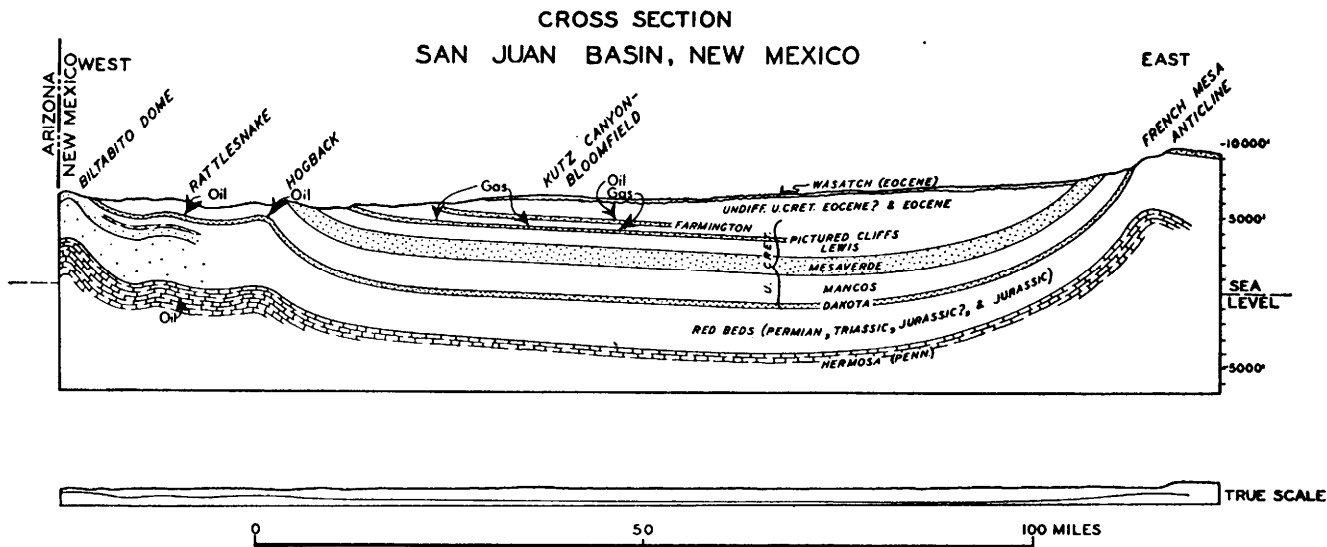 CROSS SECTION
SAN JUAN BASIN, NEW MEXICO
ARIZONA
NEW MEXICO
WEST
EAST
BILTABITO DOME
RATTLESNAKE
HOGBACK
KUTZ CANYON-
BLOOMFIELD
FRENCH MESA
ANTICLINE
Oil
Oil
Gas
Oil
Gas
Oil
WASATCH (EOCENE)
UNDIFF. U.CRET. EOCENE? & EOCENE
FARMINGTON
PICTURED CLIFFS
LEWIS
MESAVERDE
MANCOS
DAKOTA
U. CRET.
RED BEDS (PERMIAN, TRIASSIC, JURASSIC?, & JURASSIC)
HERMOSA (PENN.)
-10000'
5000'
SEA
LEVEL
-5000'
TRUE SCALE
0 50 100 MILES